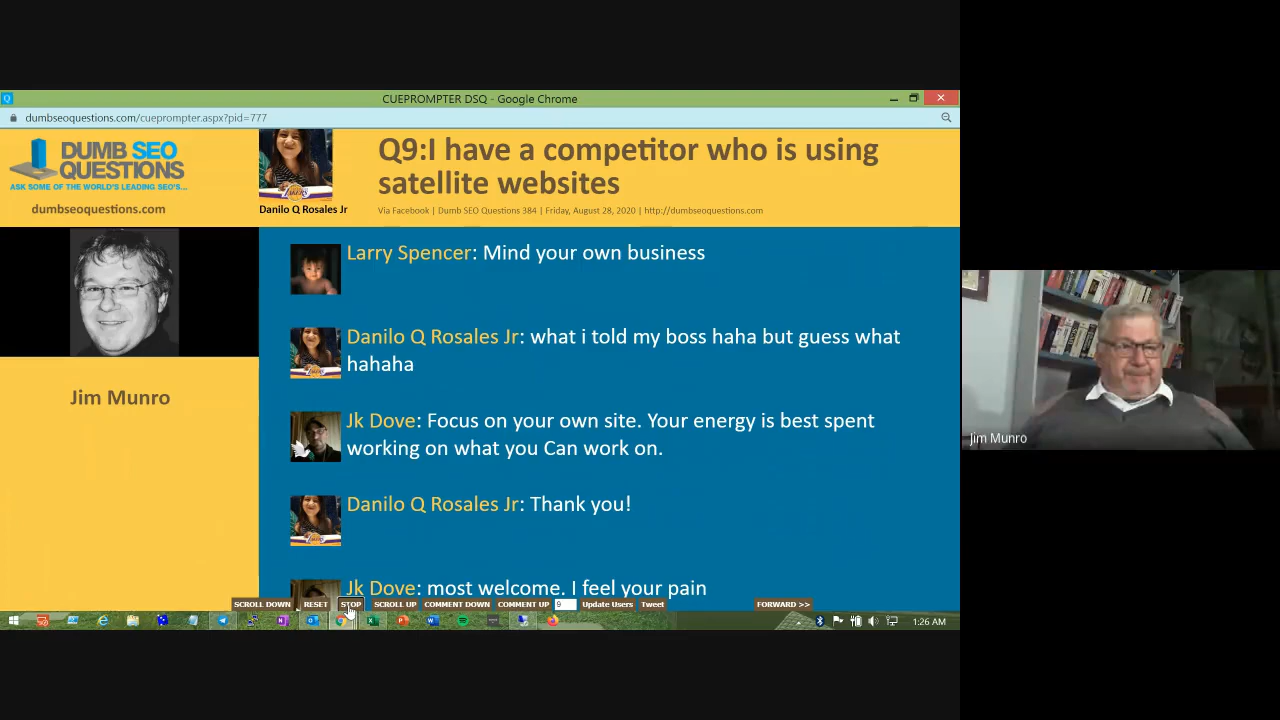 CUEPROMPTER DSQ - Google Chrome
dumbseoquestions.com/cueprompter.aspx?pid=777
DUMB SEO
QUESTIONS
ASK SOME OF THE WORLD'S LEADING SEO'S...
dumbseoquestions.com
LAKERS
Danilo Q Rosales Jr
Q9:I have a competitor who is using
satellite websites
Via Facebook | Dumb SEO Questions 384 | Friday, August 28, 2020 | http://dumbseoquestions.com
Jim Munro
Larry Spencer: Mind your own business
Danilo Q Rosales Jr: what i told my boss haha but guess what
hahaha
Jk Dove: Focus on your own site. Your energy is best spent
working on what you Can work on.
Danilo Q Rosales Jr: Thank you!
Jk Dove: most welcome. I feel your pain
SCROLL DOWN RESET STOP SCROLL UP COMMENT DOWN COMMENT UP 9 Update Users Tweet FORWARD >>
1:26 AM
Jim Munro